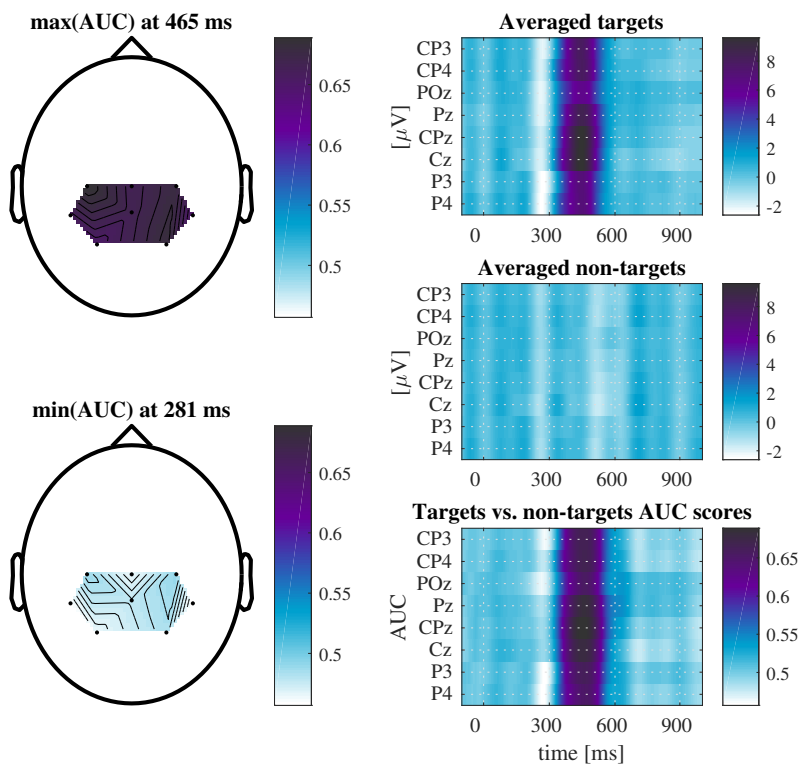 max(AUC) at 465 ms
0.65
0.6
0.55
0.5
min(AUC) at 281 ms
0.65
0.6
0.55
0.5
Averaged targets
[μV]
CP3
CP4
POz
Pz
CPz
Cz
P3
P4
0 300 600 900
8
6
4
2
0
-2
Averaged non-targets
[μV]
CP3
CP4
POz
Pz
CPz
Cz
P3
P4
0 300 600 900
8
6
4
2
0
-2
Targets vs. non-targets AUC scores
AUC
CP3
CP4
POz
Pz
CPz
Cz
P3
P4
0 300 600 900
time [ms]
0.65
0.6
0.55
0.5